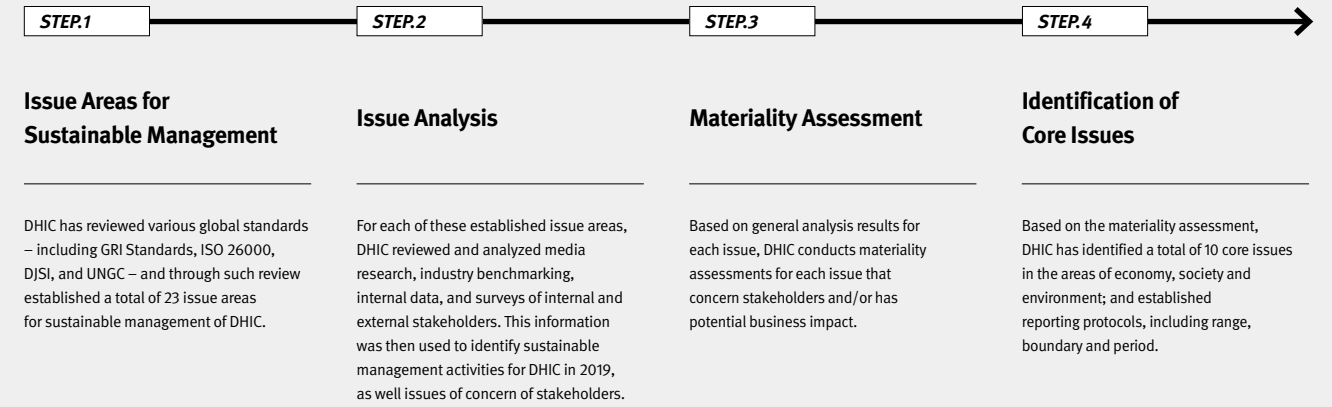 STEP.1
Issue Areas for
Sustainable Management
DHIC has reviewed various global standards
– including GRI Standards, ISO 26000,
DJSI, and UNGC – and through such review
established a total of 23 issue areas
for sustainable management of DHIC.
STEP.2
Issue Analysis
For each of these established issue areas,
DHIC reviewed and analyzed media
research, industry benchmarking,
internal data, and surveys of internal and
external stakeholders. This information
was then used to identify sustainable
management activities for DHIC in 2019,
as well issues of concern of stakeholders.
STEP.3
Materiality Assessment
Based on general analysis results for
each issue, DHIC conducts materiality
assessments for each issue that
concern stakeholders and/or has
potential business impact.
STEP.4
Identification of
Core Issues
Based on the materiality assessment,
DHIC has identified a total of 10 core issues
in the areas of economy, society and
environment; and established
reporting protocols, including range,
boundary and period.